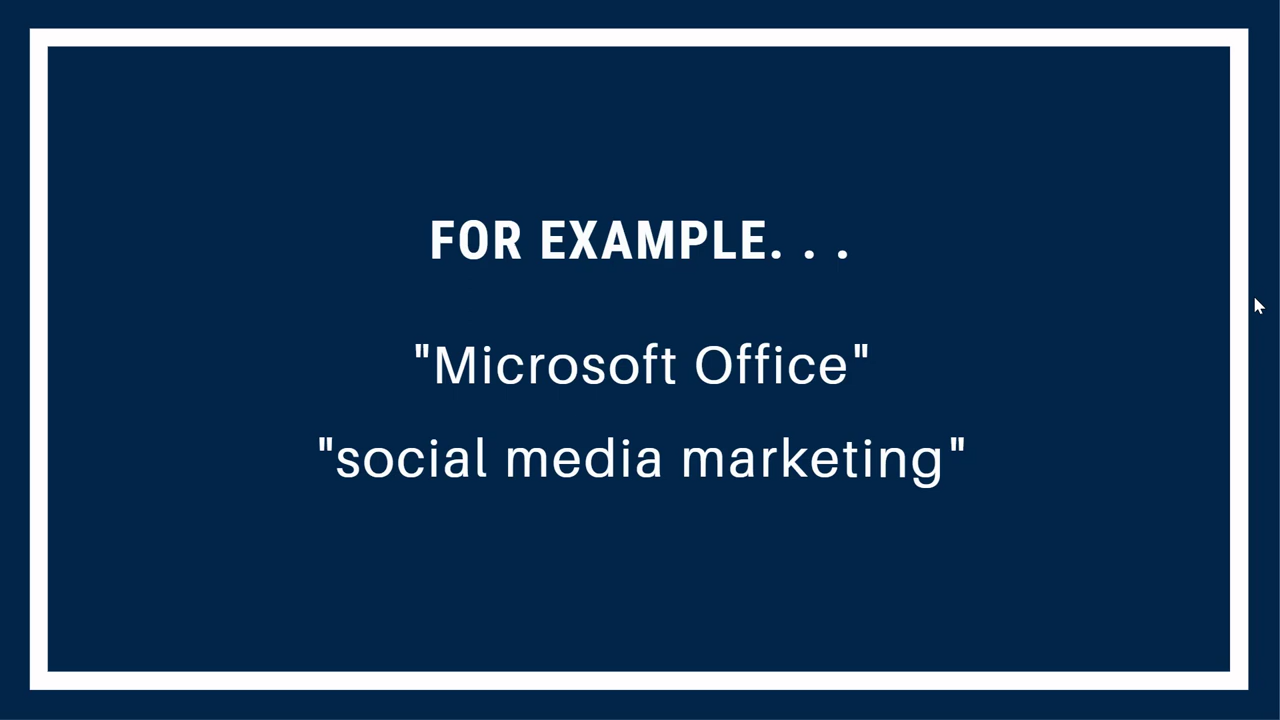 FOR EXAMPLE. . .
"Microsoft Office"
"social media marketing"